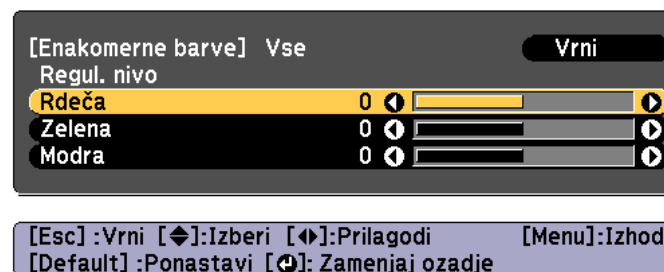 [Enakomerne barve] Vse Vrni
Regul. nivo
Rdeča 0
Zelena 0
Modra 0
[Esc] :Vrni [◆]:Izberi [◆]:Prilagodi [Menu]:Izhod
[Default] :Ponastavi [↵]: Zamenjaj ozadje